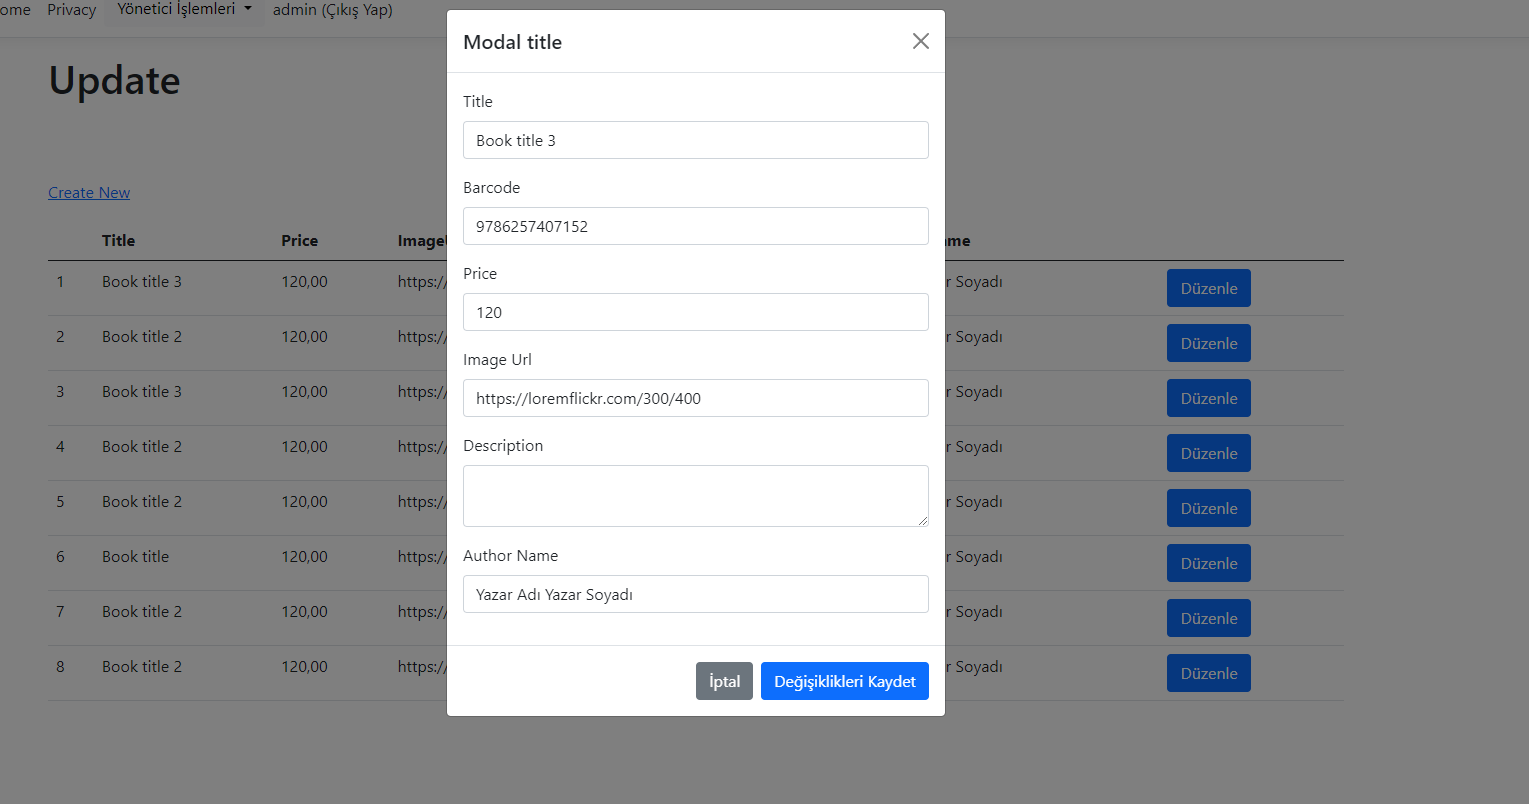 ome Privacy Yönetici İşlemleri admin (Çıkış Yap)
Update
Create New
Title Price Image ame
1 Book title 3 120,00 https:/ r Soyadı Düzenle
2 Book title 2 120,00 https:/ r Soyadı Düzenle
3 Book title 3 120,00 https:/ r Soyadı Düzenle
4 Book title 2 120,00 https:/ r Soyadı Düzenle
5 Book title 2 120,00 https:/ r Soyadı Düzenle
6 Book title 120,00 https:/ r Soyadı Düzenle
7 Book title 2 120,00 https:/ r Soyadı Düzenle
8 Book title 2 120,00 https:/ r Soyadı Düzenle
Modal title
Title
Book title 3
Barcode
9786257407152
Price
120
Image Url
https://loremflickr.com/300/400
Description
Author Name
Yazar Adı Yazar Soyadı
İptal Değişiklikleri Kaydet